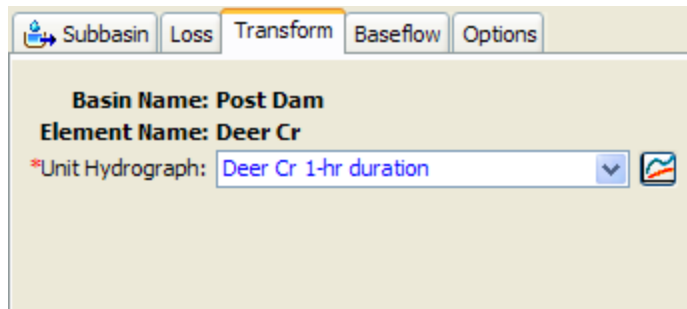 Subbasin Loss Transform Baseflow Options
Basin Name: Post Dam
Element Name: Deer Cr
*Unit Hydrograph: Deer Cr 1-hr duration